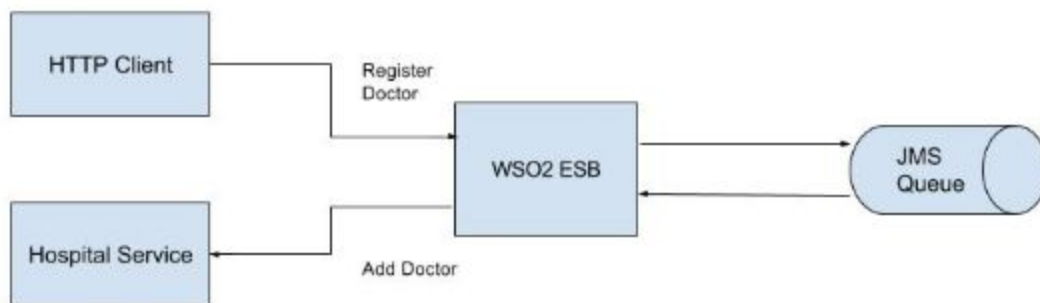 HTTP Client
Register
Doctor
WSO2 ESB
JMS
Queue
Hospital Service
Add Doctor